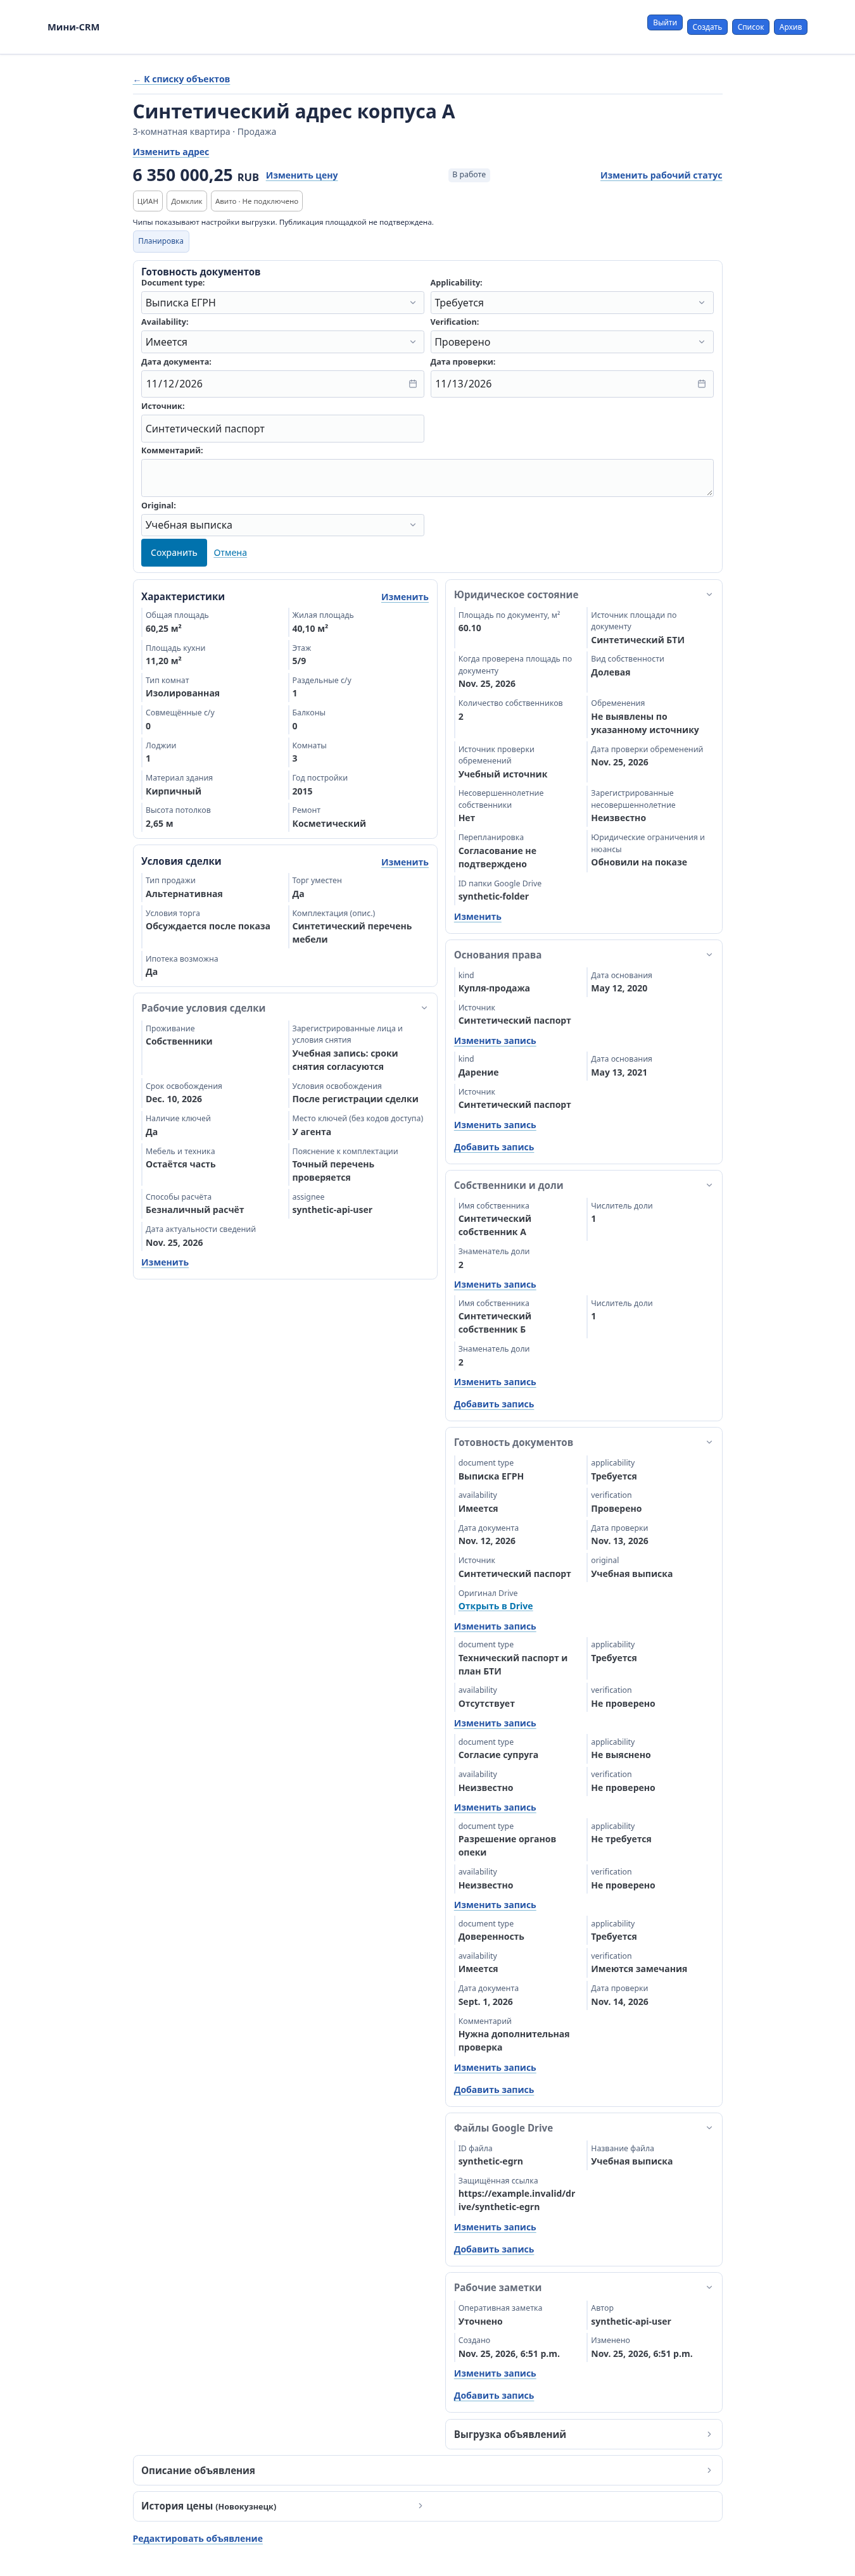 Мини-CRM
Выйти
Создать
Список
Архив
← К списку объектов
Синтетический адрес корпуса А
3-комнатная квартира · Продажа
Изменить адрес
6 350 000,25 RUB Изменить цену
В работе
Изменить рабочий статус
ЦИАН
Домклик
Авито · Не подключено
Чипы показывают настройки выгрузки. Публикация площадкой не подтверждена.
Планировка
Готовность документов
Document type:
Applicability:
Выписка ЕГРН
Требуется
Availability:
Verification:
Имеется
Проверено
Дата документа:
Дата проверки:
11/12/2026
11/13/2026
Источник:
Синтетический паспорт
Комментарий:
Original:
Учебная выписка
Сохранить
Отмена
Характеристики
Изменить
Общая площадь
Жилая площадь
60,25 м²
40,10 м²
Площадь кухни
Этаж
11,20 м²
5/9
Тип комнат
Раздельные с/у
Изолированная
1
Совмещённые с/у
Балконы
0
0
Лоджии
Комнаты
1
3
Материал здания
Год постройки
Кирпичный
2015
Высота потолков
Ремонт
2,65 м
Косметический
Условия сделки
Изменить
Тип продажи
Торг уместен
Альтернативная
Да
Условия торга
Комплектация (опис.)
Обсуждается после показа
Синтетический перечень
мебели
Ипотека возможна
Да
Рабочие условия сделки
Проживание
Зарегистрированные лица и
условия снятия
Собственники
Учебная запись: сроки
снятия согласуются
Срок освобождения
Условия освобождения
Dec. 10, 2026
После регистрации сделки
Наличие ключей
Место ключей (без кодов доступа)
Да
У агента
Мебель и техника
Пояснение к комплектации
Остаётся часть
Точный перечень
проверяется
Способы расчёта
assignee
Безналичный расчёт
synthetic-api-user
Дата актуальности сведений
Nov. 25, 2026
Изменить
Юридическое состояние
Площадь по документу, м²
Источник площади по
документу
60.10
Синтетический БТИ
Когда проверена площадь по
документу
Вид собственности
Nov. 25, 2026
Долевая
Количество собственников
Обременения
2
Не выявлены по
указанному источнику
Источник проверки
обременений
Дата проверки обременений
Учебный источник
Nov. 25, 2026
Несовершеннолетние
собственники
Зарегистрированные
несовершеннолетние
Нет
Неизвестно
Перепланировка
Юридические ограничения и
нюансы
Согласование не
подтверждено
Обновили на показе
ID папки Google Drive
synthetic-folder
Изменить
Основания права
kind
Дата основания
Купля-продажа
May 12, 2020
Источник
Синтетический паспорт
Изменить запись
kind
Дата основания
Дарение
May 13, 2021
Источник
Синтетический паспорт
Изменить запись
Добавить запись
Собственники и доли
Имя собственника
Числитель доли
Синтетический
собственник А
1
Знаменатель доли
2
Изменить запись
Имя собственника
Числитель доли
Синтетический
собственник Б
1
Знаменатель доли
2
Изменить запись
Добавить запись
Готовность документов
document type
applicability
Выписка ЕГРН
Требуется
availability
verification
Имеется
Проверено
Дата документа
Дата проверки
Nov. 12, 2026
Nov. 13, 2026
Источник
original
Синтетический паспорт
Учебная выписка
Оригинал Drive
Открыть в Drive
Изменить запись
document type
applicability
Технический паспорт и
план БТИ
Требуется
availability
verification
Отсутствует
Не проверено
Изменить запись
document type
applicability
Согласие супруга
Не выяснено
availability
verification
Неизвестно
Не проверено
Изменить запись
document type
applicability
Разрешение органов
опеки
Не требуется
availability
verification
Неизвестно
Не проверено
Изменить запись
document type
applicability
Доверенность
Требуется
availability
verification
Имеется
Имеются замечания
Дата документа
Дата проверки
Sept. 1, 2026
Nov. 14, 2026
Комментарий
Нужна дополнительная
проверка
Изменить запись
Добавить запись
Файлы Google Drive
ID файла
Название файла
synthetic-egrn
Учебная выписка
Защищённая ссылка
https://example.invalid/dr
ive/synthetic-egrn
Изменить запись
Добавить запись
Рабочие заметки
Оперативная заметка
Автор
Уточнено
synthetic-api-user
Создано
Изменено
Nov. 25, 2026, 6:51 p.m.
Nov. 25, 2026, 6:51 p.m.
Изменить запись
Добавить запись
Выгрузка объявлений
Описание объявления
История цены (Новокузнецк)
Редактировать объявление